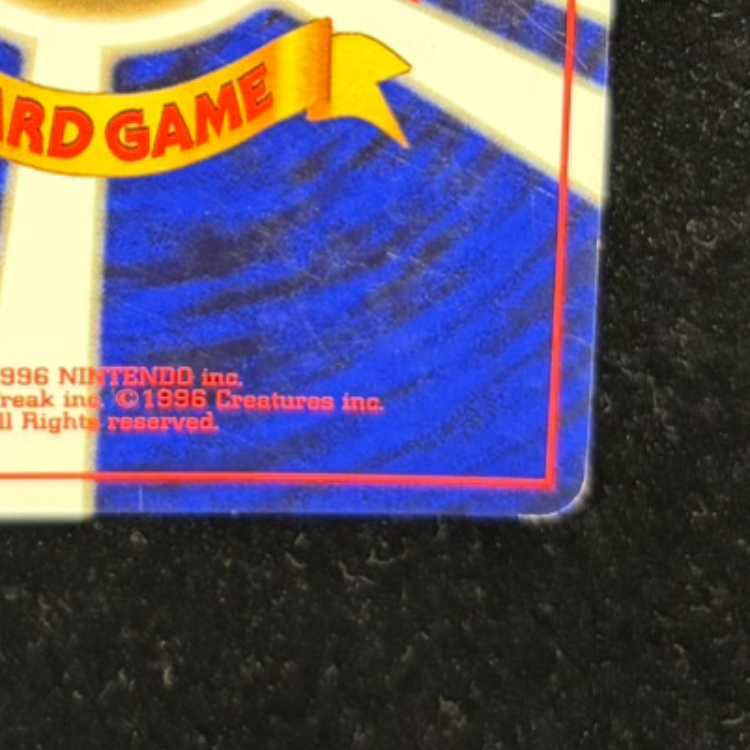 ARD GAME
996 NINTENDO inc.
reak inc. ©1996 Creatures inc.
ll Rights reserved.